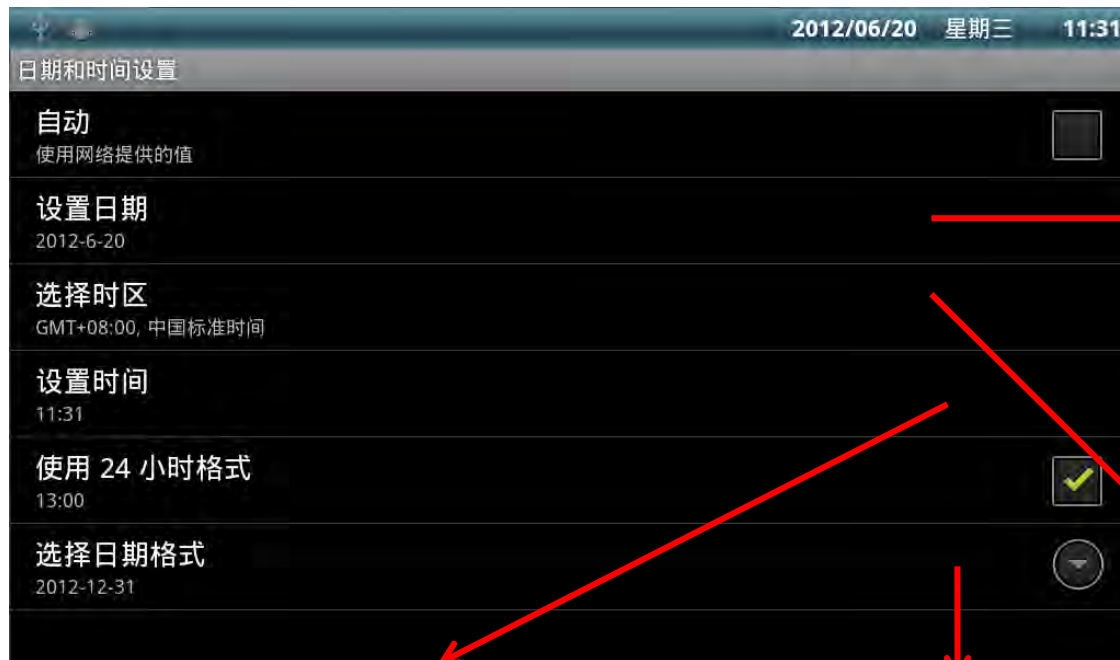 2012/06/20 星期三 11:31
日期和时间设置
自动
使用网络提供的值
设置日期
2012-6-20
选择时区
GMT+08:00, 中国标准时间
设置时间
11:31
使用 24 小时格式
13:00
选择日期格式
2012-12-31